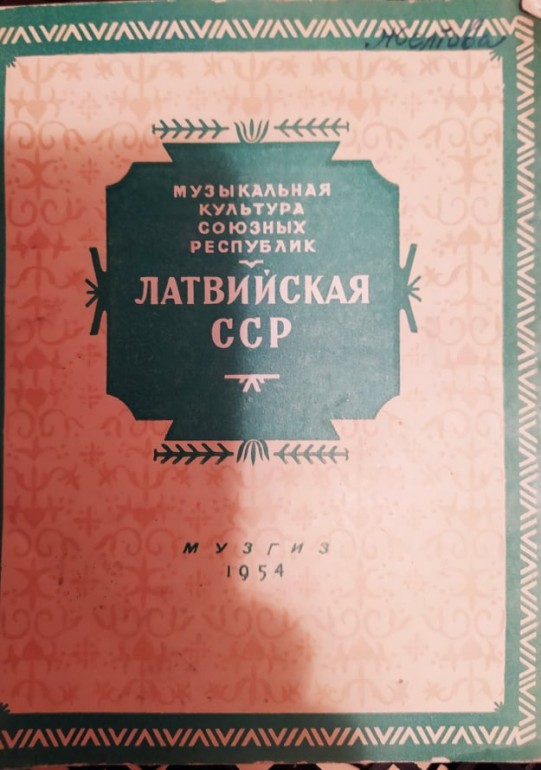 МУЗЫКАЛЬНАЯ
КУЛЬТУРА
СОЮЗНЫХ
РЕСПУБЛИК
ЛАТВИЙСКАЯ
ССР
МУЗГИЗ
1954